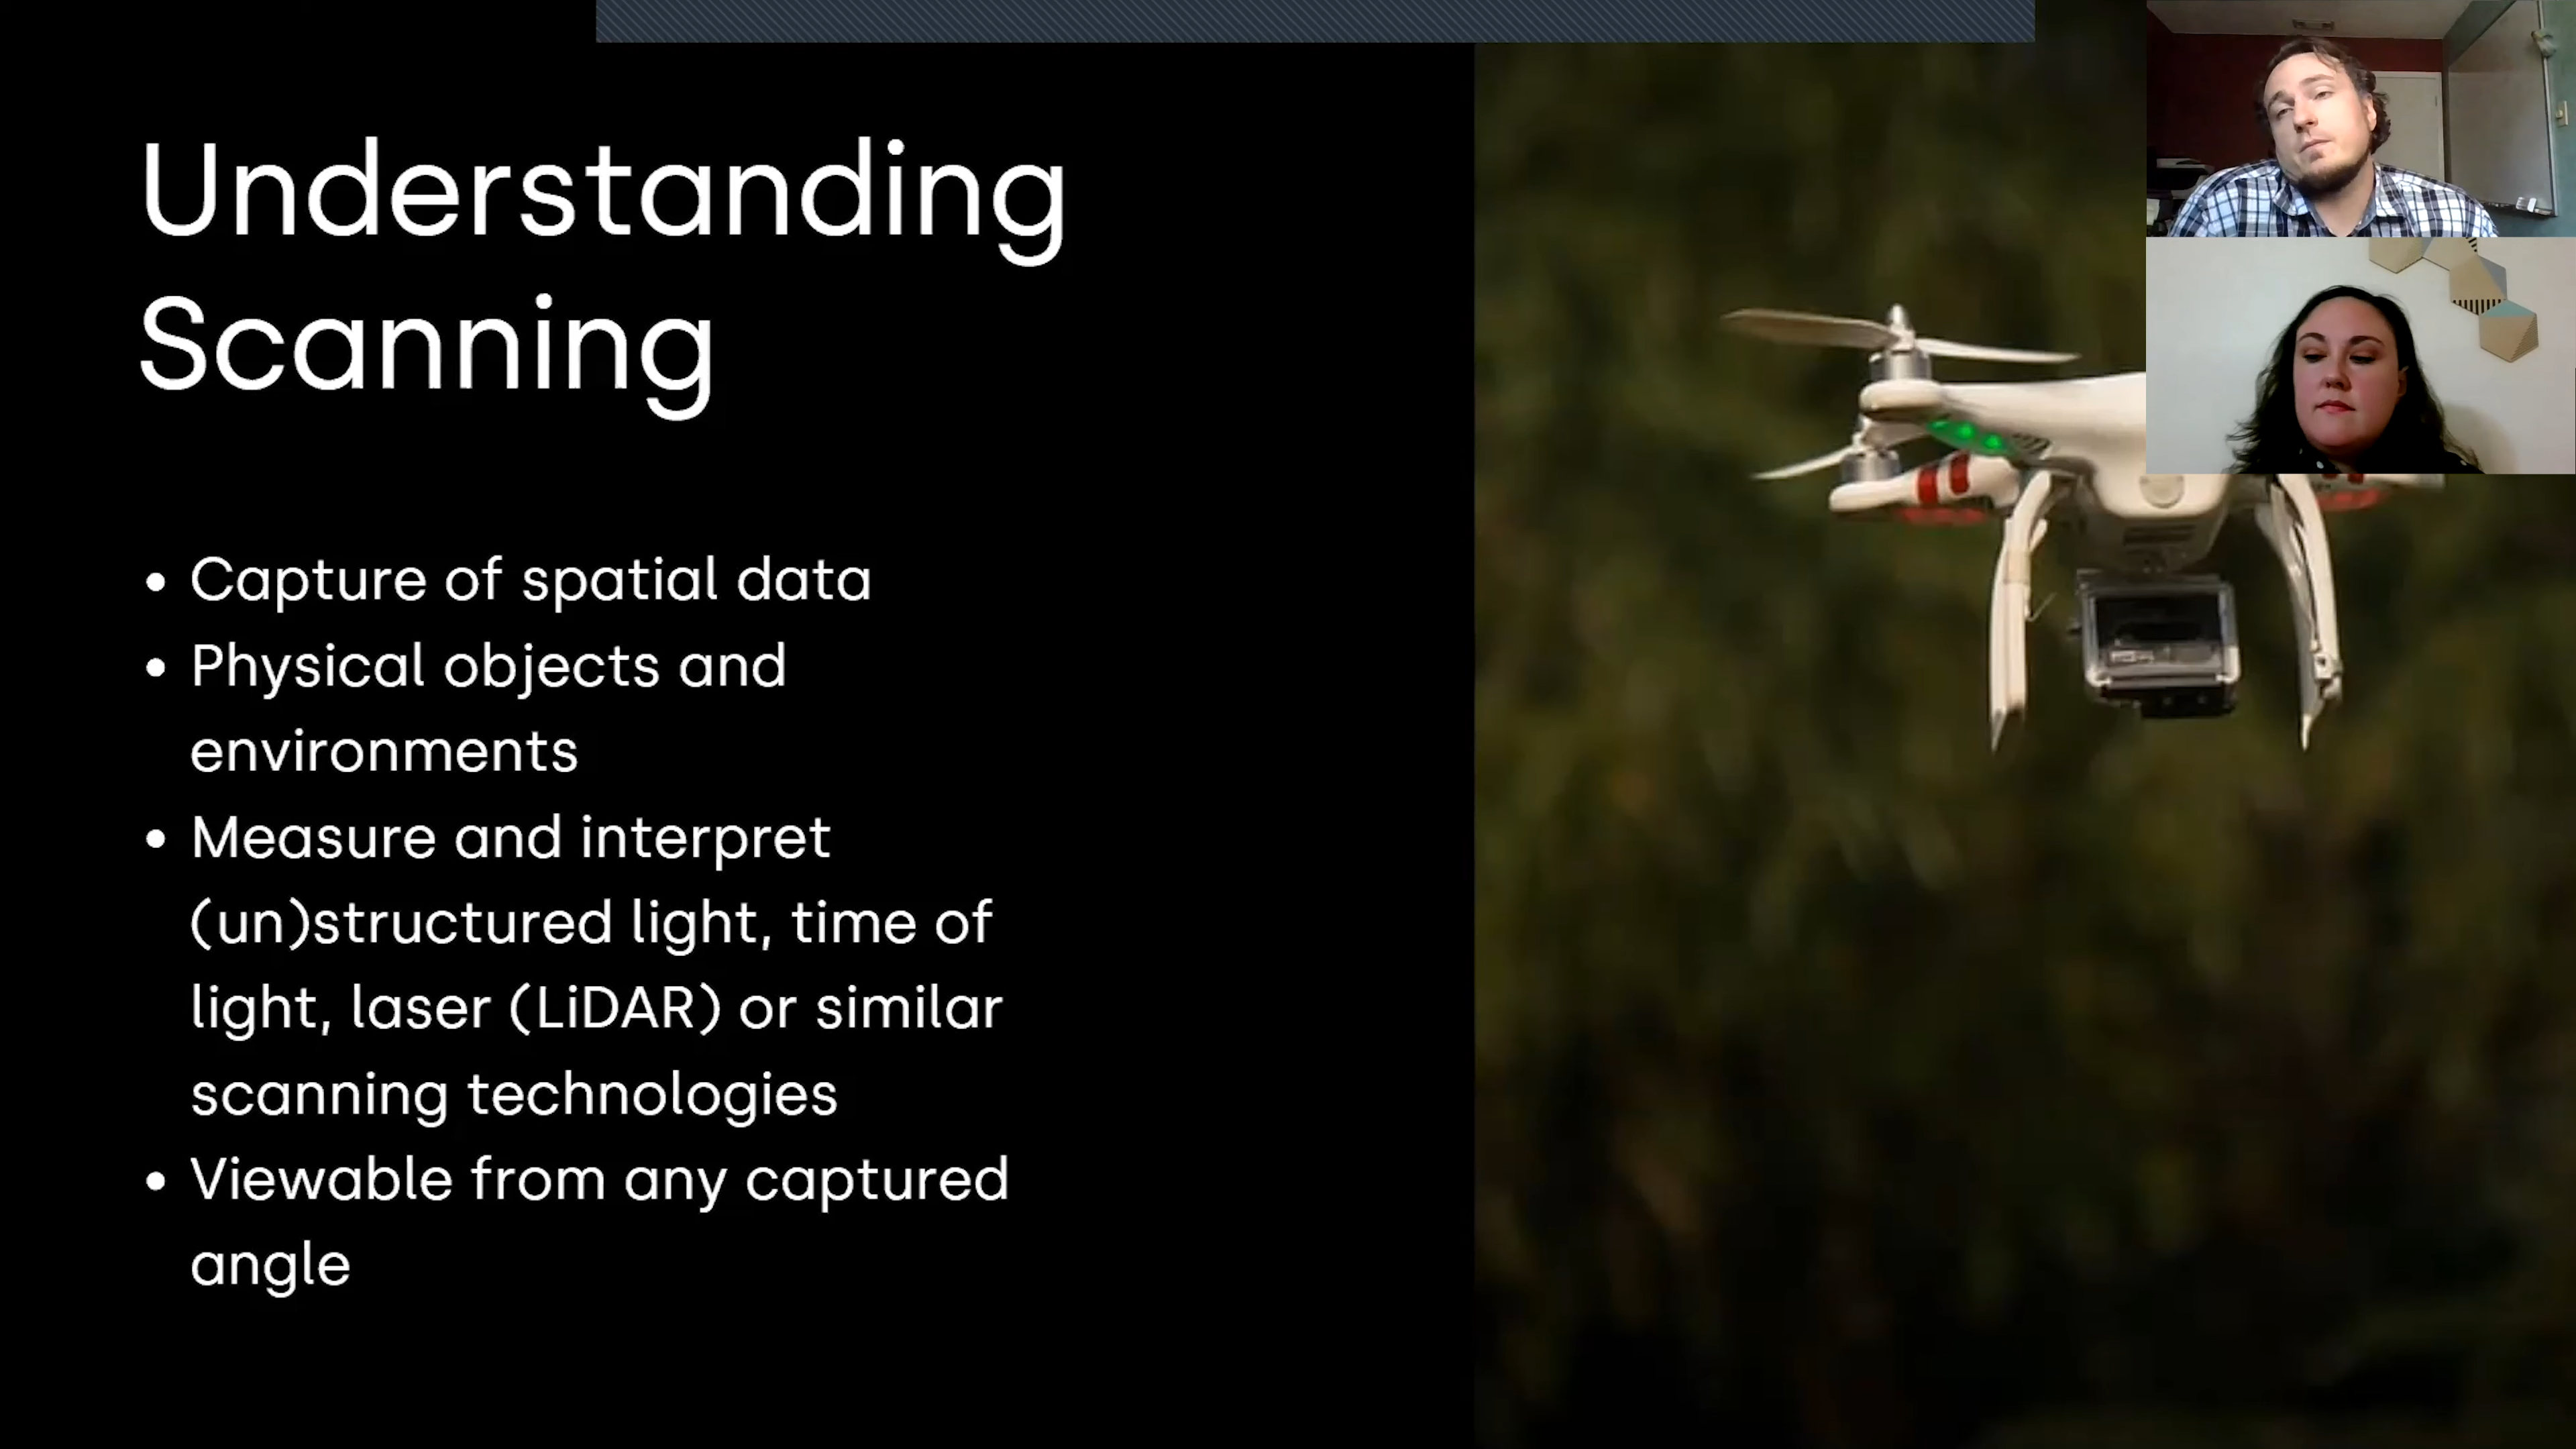 Understanding
Scanning
• Capture of spatial data
• Physical objects and
environments
• Measure and interpret
(un)structured light, time of
light, laser (LiDAR) or similar
scanning technologies
• Viewable from any captured
angle